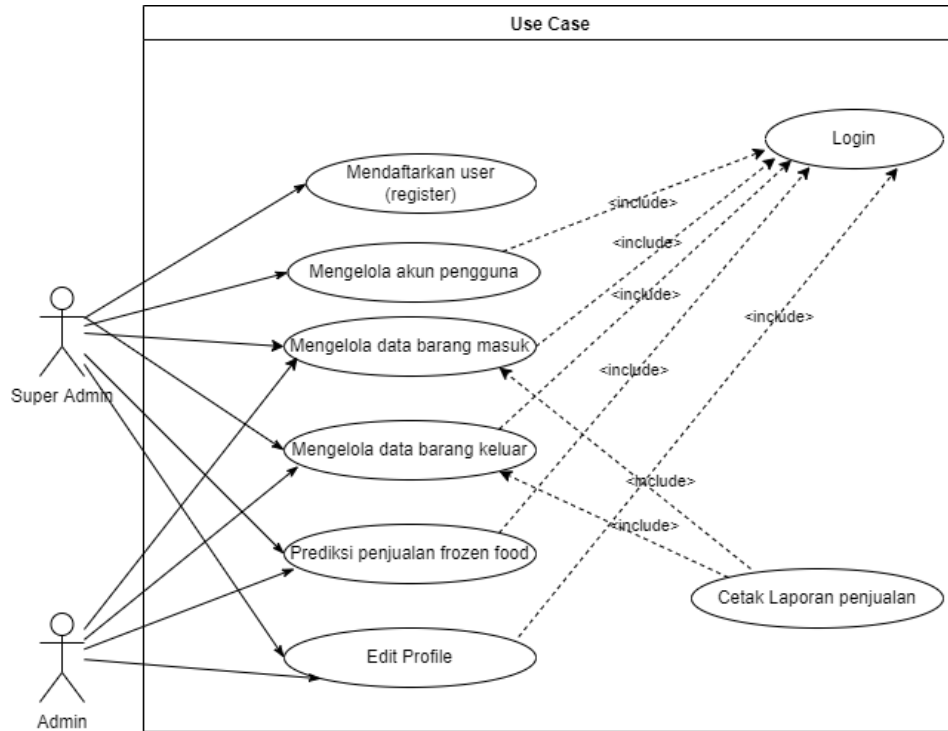 Use Case
Login
Mendaftarkan user
(register)
<include>
Mengelola akun pengguna
<include>
<include>
<include>
Super Admin
Mengelola data barang masuk
<include>
Mengelola data barang keluar
<include>
<include>
Prediksi penjualan frozen food
Cetak Laporan penjualan
Edit Profile
Admin